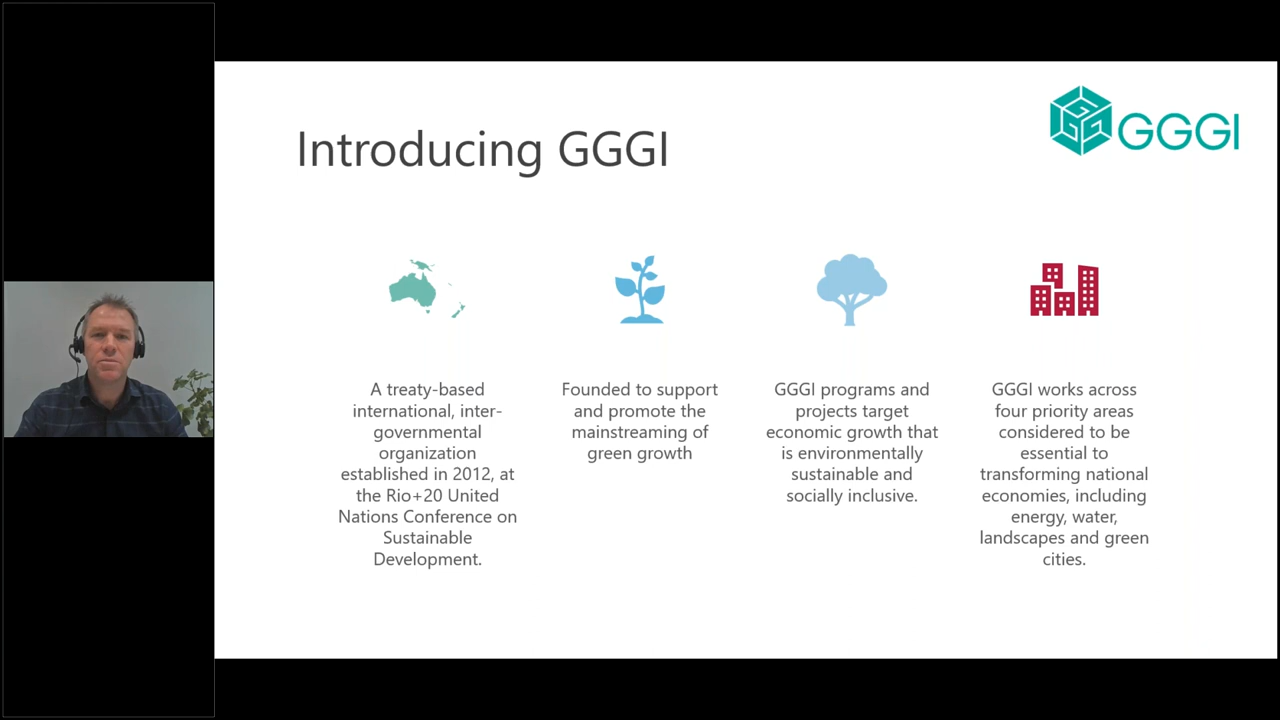 GGGI
Introducing GGGI
A treaty-based
international, inter-
governmental
organization
established in 2012, at
the Rio+20 United
Nations Conference on
Sustainable
Development.
Founded to support
and promote the
mainstreaming of
green growth
GGGI programs and
projects target
economic growth that
is environmentally
sustainable and
socially inclusive.
GGGI works across
four priority areas
considered to be
essential to
transforming national
economies, including
energy, water,
landscapes and green
cities.